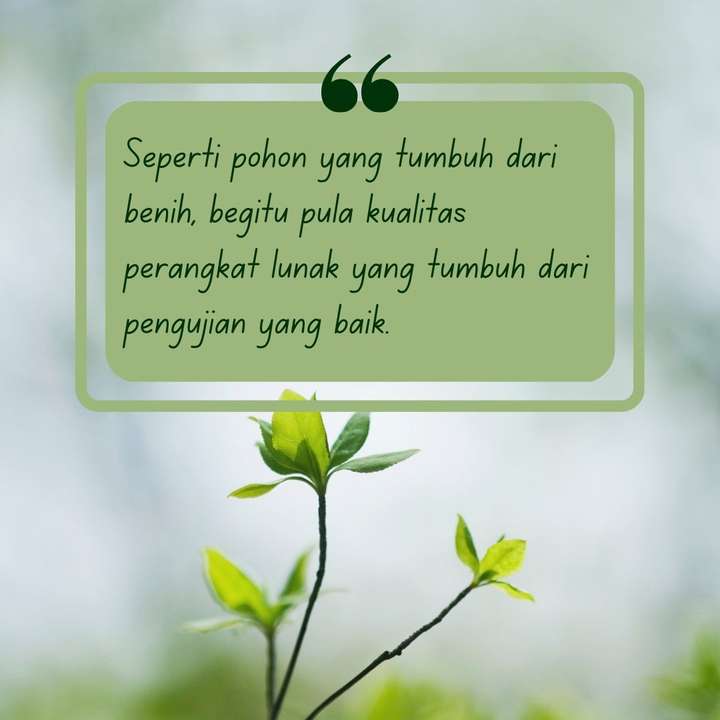 Seperti pohon yang tumbuh dari
benih, begitu pula kualitas
perangkat lunak yang tumbuh dari
pengujian yang baik.